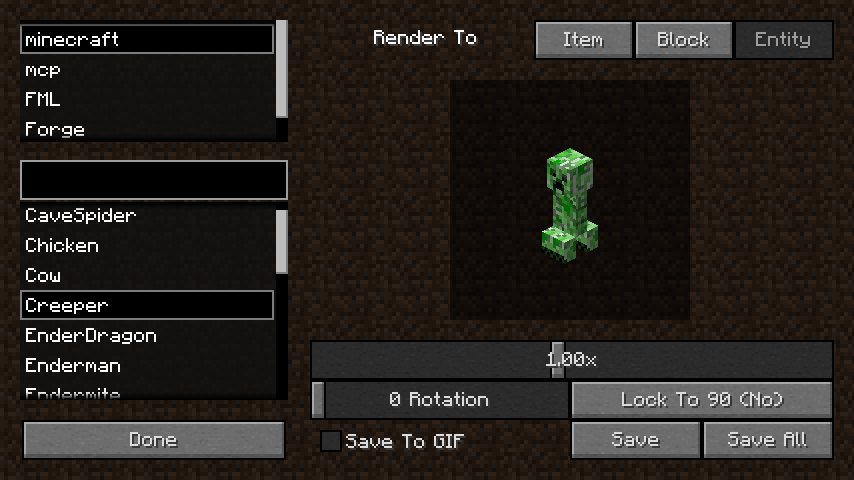 minecraft
mcp
FML
Forge
CaveSpider
Chicken
Cow
Creeper
EnderDragon
Enderman
Endermite
Done
Render To
Item
Block
Entity
1.00x
0 Rotation
Lock To 90 (No)
Save To GIF
Save
Save All